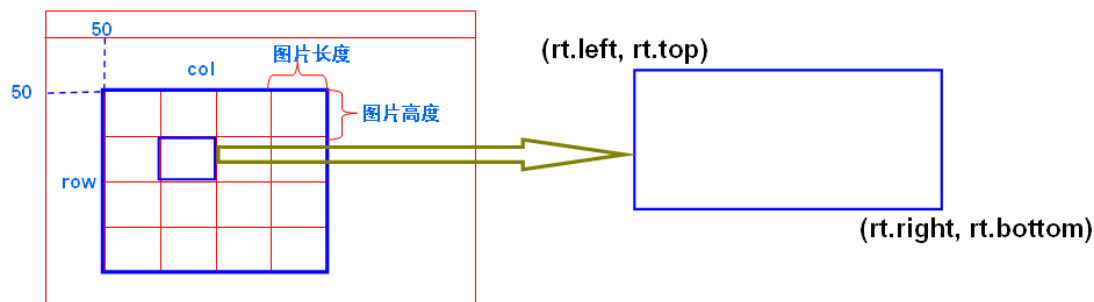 50
50
col
图片长度
图片高度
row
(rt.left, rt.top)
(rt.right, rt.bottom)